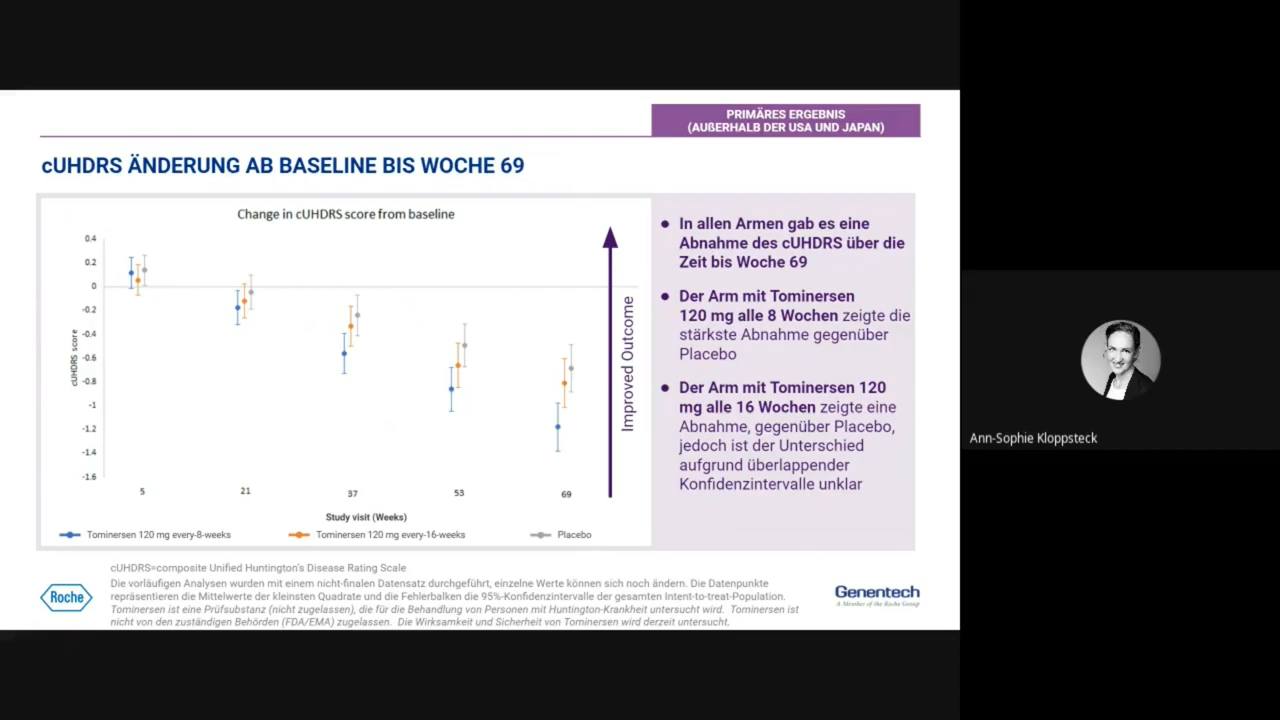 PRIMÄRES ERGEBNIS
(AUßERHALB DER USA UND JAPAN)
cUHDRS ÄNDERUNG AB BASELINE BIS WOCHE 69
Change in cUHDRS score from baseline
0.4
0.2
0
-0.2
-0.4
-0.6
-0.8
-1
-1.2
-1.4
-1.6
cUHDRS score
5
21
37
53
69
Study visit (Weeks)
Tominersen 120 mg every-8-weeks
Tominersen 120 mg every-16-weeks
Placebo
Improved Outcome
● In allen Armen gab es eine
Abnahme des cUHDRS über die
Zeit bis Woche 69
● Der Arm mit Tominersen
120 mg alle 8 Wochen zeigte die
stärkste Abnahme gegenüber
Placebo
● Der Arm mit Tominersen 120
mg alle 16 Wochen zeigte eine
Abnahme, gegenüber Placebo,
jedoch ist der Unterschied
aufgrund überlappender
Konfidenzintervalle unklar
cUHDRS=composite Unified Huntington's Disease Rating Scale
Die vorläufigen Analysen wurden mit einem nicht-finalen Datensatz durchgeführt, einzelne Werte können sich noch ändern. Die Datenpunkte
repräsentieren die Mittelwerte der kleinsten Quadrate und die Fehlerbalken die 95%-Konfidenzintervalle der gesamten Intent-to-treat-Population.
Tominersen ist eine Prüfsubstanz (nicht zugelassen), die für die Behandlung von Personen mit Huntington-Krankheit untersucht wird. Tominersen ist
nicht von den zuständigen Behörden (FDA/EMA) zugelassen. Die Wirksamkeit und Sicherheit von Tominersen wird derzeit untersucht.
Roche
Genentech
A Member of the Roche Group
Ann-Sophie Kloppsteck